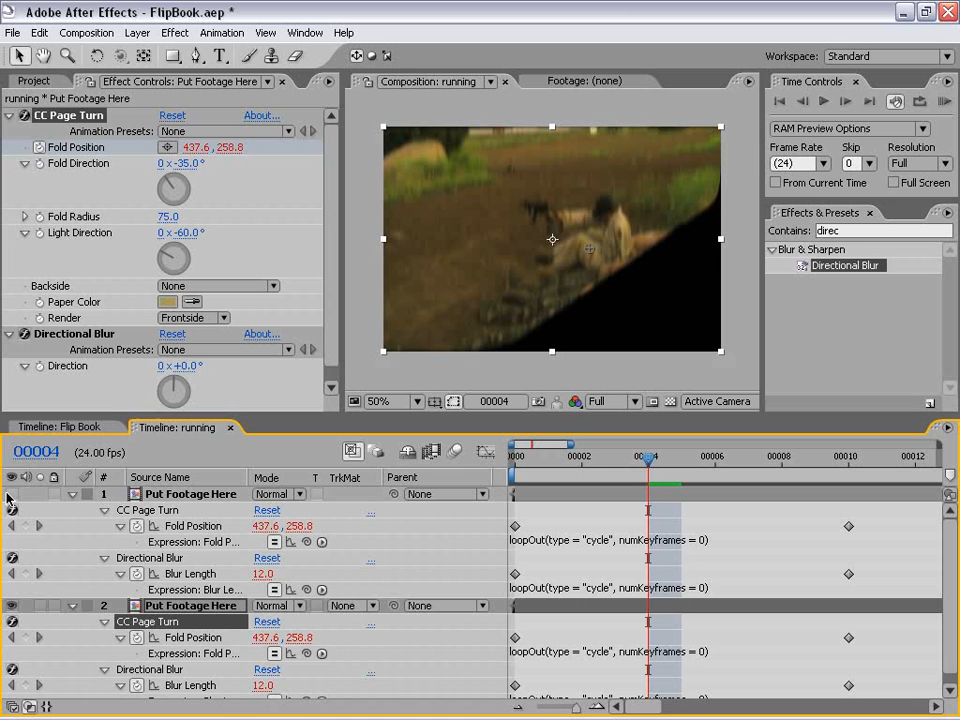 Adobe After Effects - FlipBook.aep *
File Edit Composition Layer Effect Animation View Window Help
Workspace: Standard
Project Effect Controls: Put Footage Here
running * Put Footage Here
CC Page Turn Reset About...
Animation Presets: None
Fold Position 437.6, 258.8
Fold Direction 0 x-35.0°
Fold Radius 75.0
Light Direction 0 x-60.0°
Backside None
Paper Color
Render Frontside
Directional Blur Reset About...
Animation Presets: None
Direction 0 x+0.0°
Composition: running Footage: (none)
50% 00004 Full Active Camera
Time Controls
RAM Preview Options
Frame Rate Skip Resolution
(24) 0 Full
From Current Time Full Screen
Effects & Presets
Contains: direc
Blur & Sharpen
Directional Blur
Timeline: Flip Book Timeline: running
00004 (24.00 fps)
# Source Name Mode T TrkMat Parent
0000 00002 00004 00006 00008 00010 00012
1 Put Footage Here Normal None
CC Page Turn Reset ...
Fold Position 437.6, 258.8
Expression: Fold P... loopOut(type = "cycle", numKeyframes = 0)
Directional Blur Reset ...
Blur Length 12.0
Expression: Blur Le... loopOut(type = "cycle", numKeyframes = 0)
2 Put Footage Here Normal None None
CC Page Turn Reset ...
Fold Position 437.6, 258.8
Expression: Fold P... loopOut(type = "cycle", numKeyframes = 0)
Directional Blur Reset ...
Blur Length 12.0